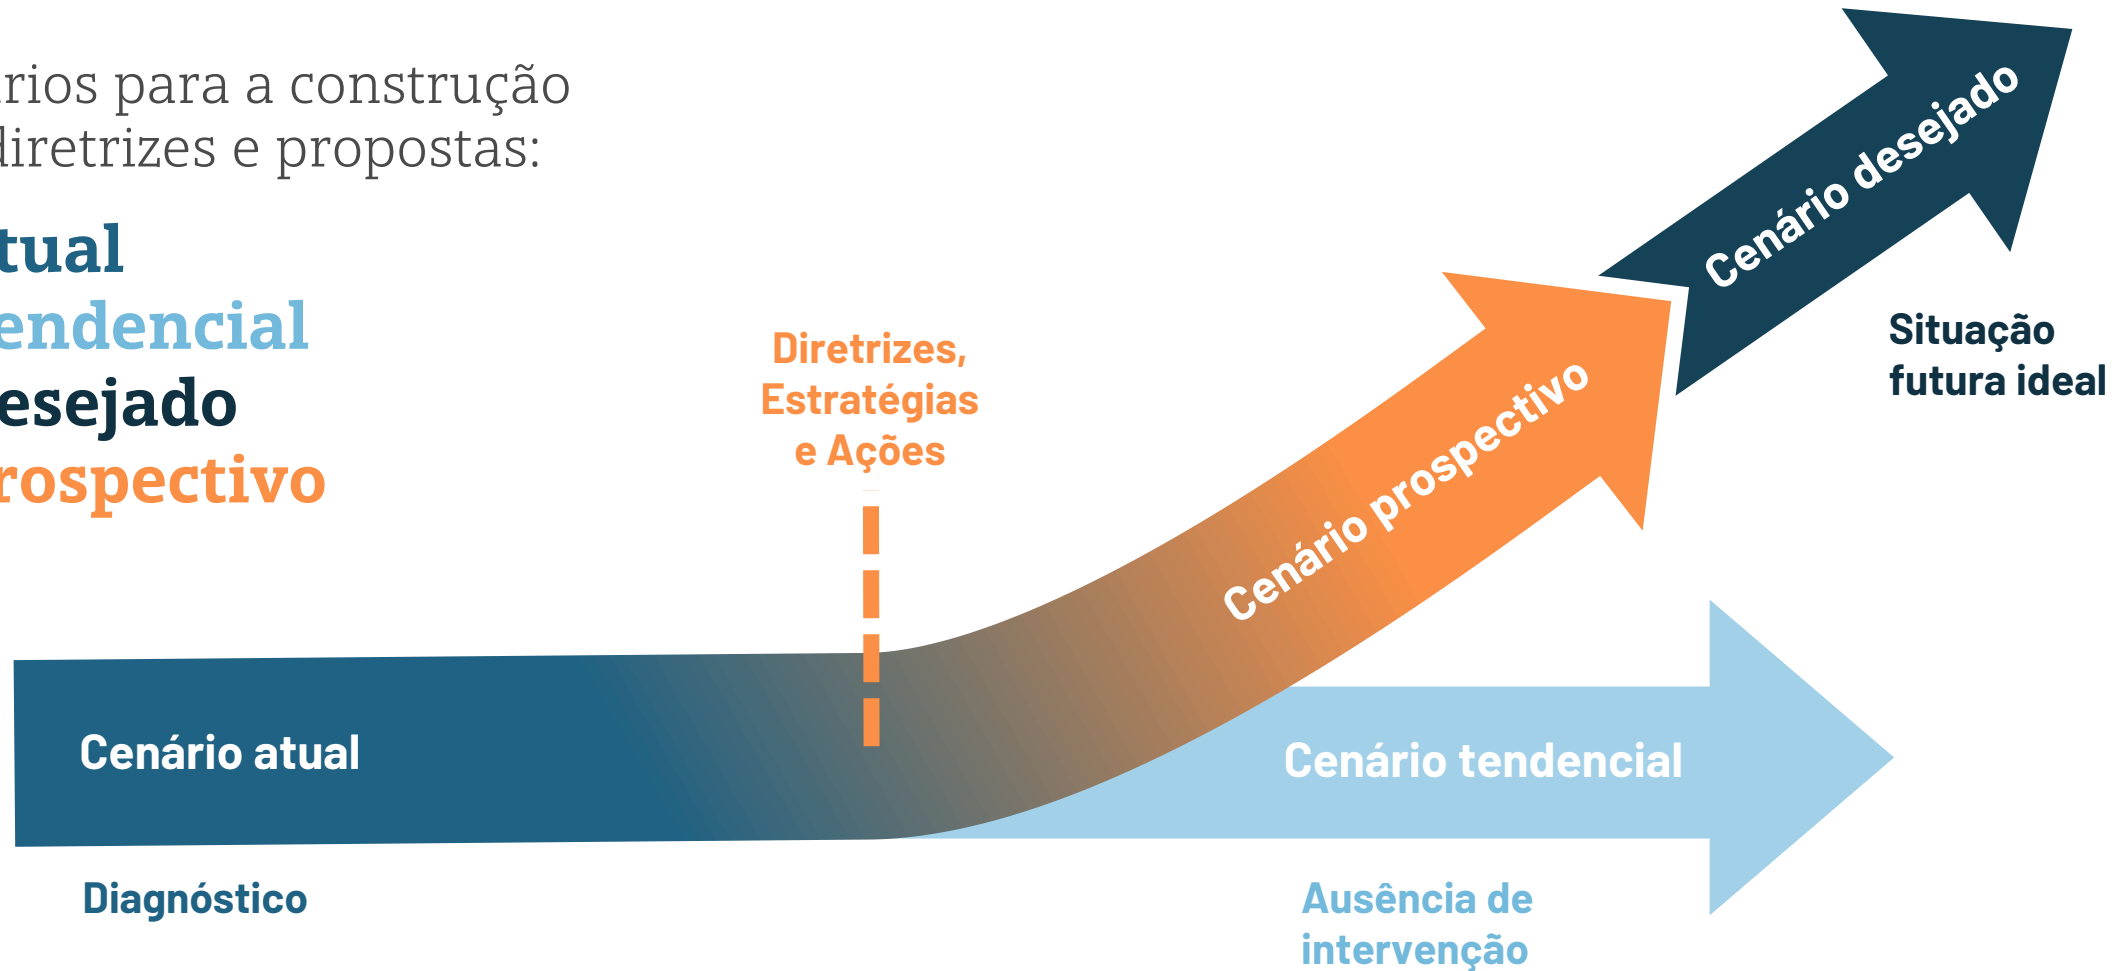 rios para a construção
diretrizes e propostas:
tual
endencial
esejado
rospectivo
Diretrizes,
Estratégias
e Ações
Cenário desejado
Situação
futura ideal
Cenário prospectivo
Cenário atual
Cenário tendencial
Diagnóstico
Ausência de
intervenção